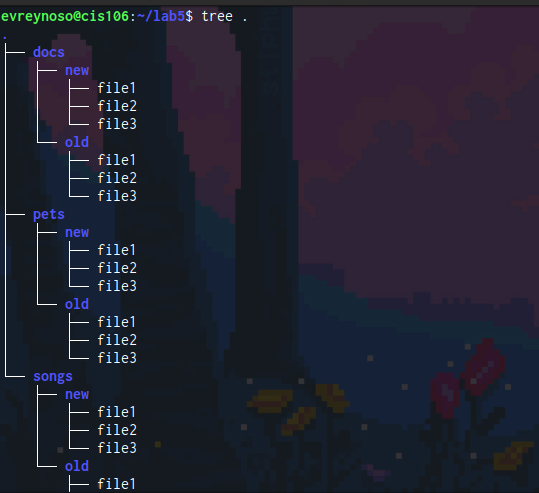 evreynoso@cis106:~/lab5$ tree .
.
├── docs
│   ├── new
│   │   ├── file1
│   │   ├── file2
│   │   └── file3
│   └── old
│       ├── file1
│       ├── file2
│       └── file3
├── pets
│   ├── new
│   │   ├── file1
│   │   ├── file2
│   │   └── file3
│   └── old
│       ├── file1
│       ├── file2
│       └── file3
└── songs
    ├── new
    │   ├── file1
    │   ├── file2
    │   └── file3
    └── old
        ├── file1